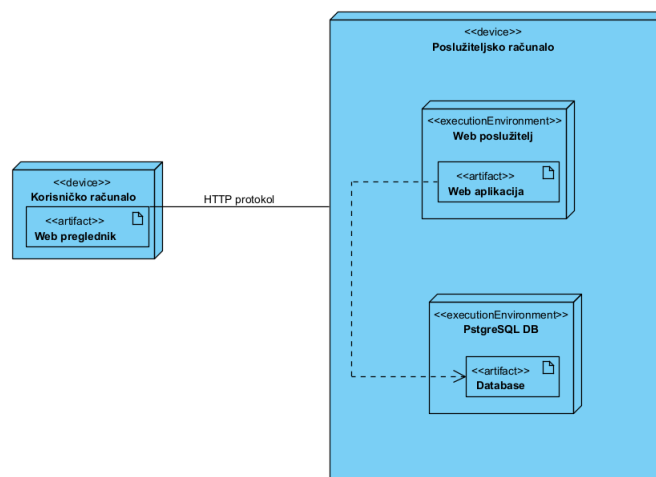 <<device>>
Poslužiteljsko računalo
<<executionEnvironment>>
Web poslužitelj
<<artifact>>
Web aplikacija
<<device>>
Korisničko računalo
<<artifact>>
Web preglednik
HTTP protokol
<<executionEnvironment>>
PstgreSQL DB
<<artifact>>
Database